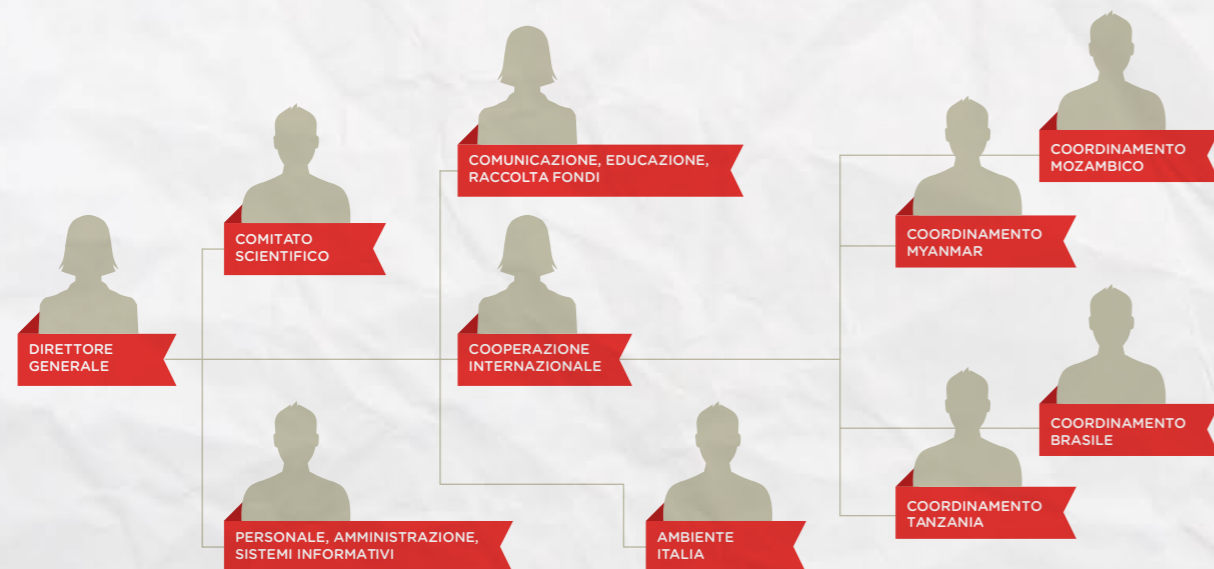 DIRETTORE
GENERALE
COMITATO
SCIENTIFICO
PERSONALE, AMMINISTRAZIONE,
SISTEMI INFORMATIVI
COMUNICAZIONE, EDUCAZIONE,
RACCOLTA FONDI
COOPERAZIONE
INTERNAZIONALE
AMBIENTE
ITALIA
COORDINAMENTO
MOZAMBICO
COORDINAMENTO
MYANMAR
COORDINAMENTO
BRASILE
COORDINAMENTO
TANZANIA